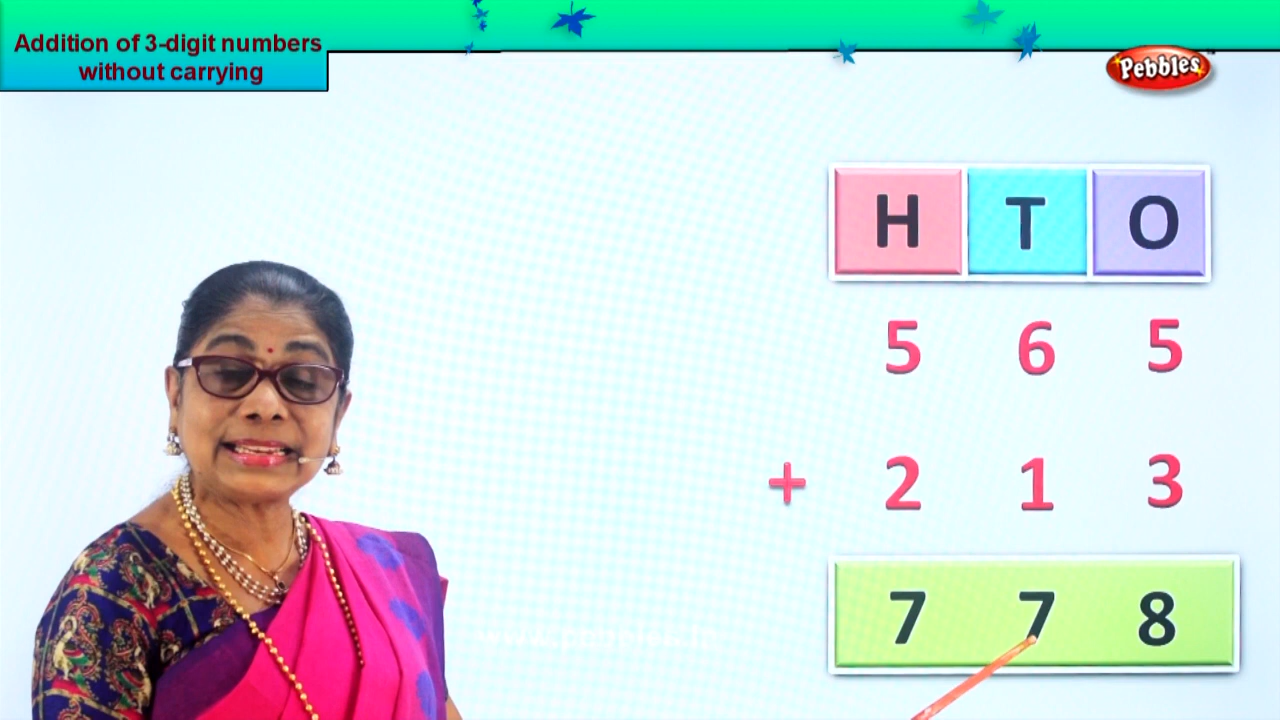 Addition of 3-digit numbers
without carrying
Pebbles
H T O
5 6 5
+ 2 1 3
7 7 8